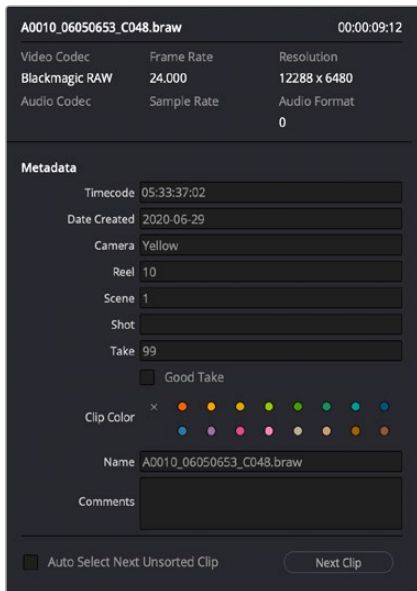 A0010_06050653_C048.braw 00:00:09:12
Video Codec Frame Rate Resolution
Blackmagic RAW 24.000 12288 x 6480
Audio Codec Sample Rate Audio Format
0
Metadata
Timecode 05:33:37:02
Date Created 2020-06-29
Camera Yellow
Reel 10
Scene 1
Shot
Take 99
Good Take
Clip Color
Name A0010_06050653_C048.braw
Comments
Auto Select Next Unsorted Clip Next Clip